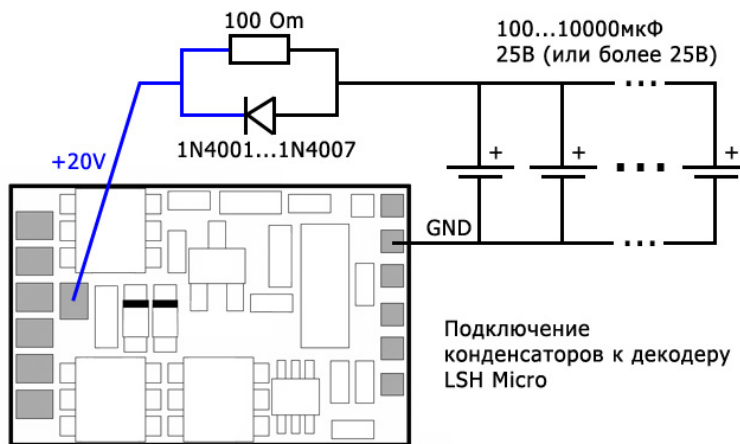 100 Om
100...10000мкФ
25В (или более 25В)
1N4001...1N4007
+20V
+
+
+
GND
Подключение
конденсаторов к декодеру
LSH Micro